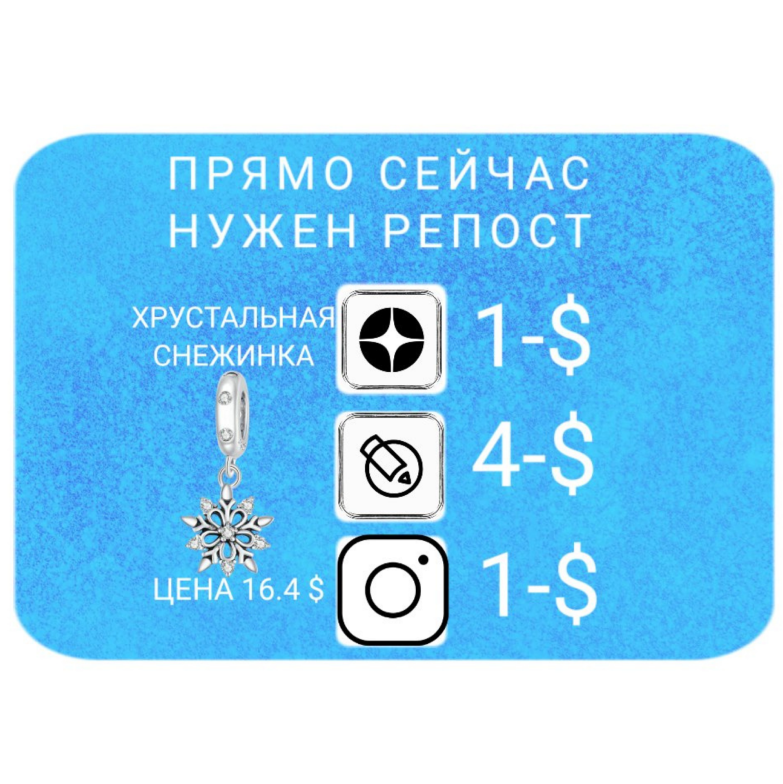 ПРЯМО СЕЙЧАС
НУЖЕН РЕПОСТ
ХРУСТАЛЬНАЯ
СНЕЖИНКА
1-$
4-$
ЦЕНА 16.4 $
1-$